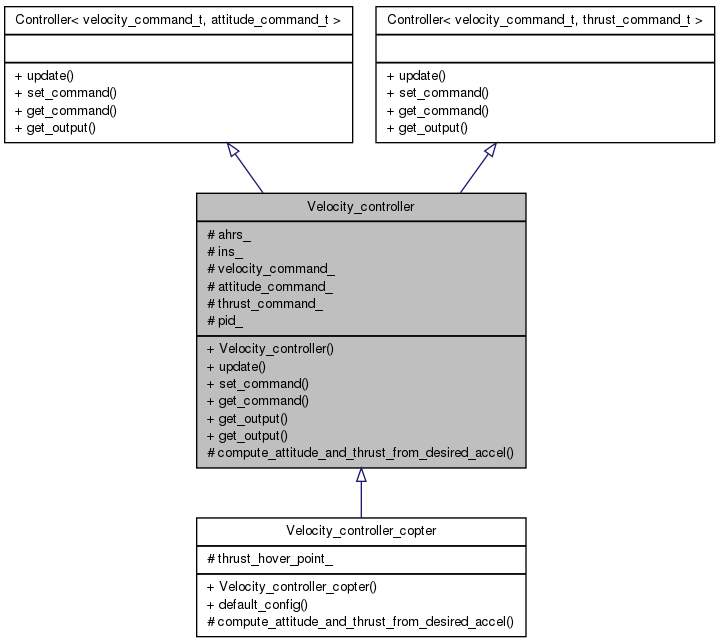 Controller< velocity_command_t, attitude_command_t >
+ update()
+ set_command()
+ get_command()
+ get_output()
Controller< velocity_command_t, thrust_command_t >
+ update()
+ set_command()
+ get_command()
+ get_output()
Velocity_controller
# ahrs_
# ins_
# velocity_command_
# attitude_command_
# thrust_command_
# pid_
+ Velocity_controller()
+ update()
+ set_command()
+ get_command()
+ get_output()
+ get_output()
# compute_attitude_and_thrust_from_desired_accel()
Velocity_controller_copter
# thrust_hover_point_
+ Velocity_controller_copter()
+ default_config()
# compute_attitude_and_thrust_from_desired_accel()